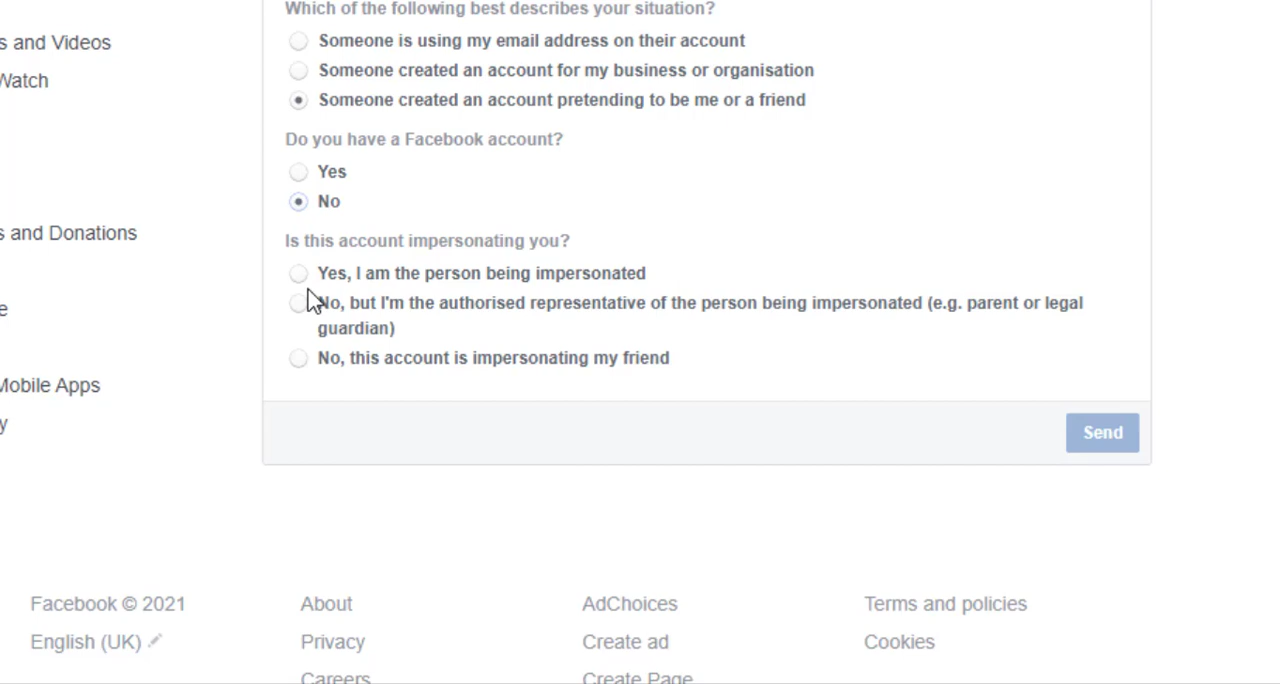 Which of the following best describes your situation?
s and Videos
Someone is using my email address on their account
Watch
Someone created an account for my business or organisation
Someone created an account pretending to be me or a friend
Do you have a Facebook account?
Yes
No
s and Donations
Is this account impersonating you?
Yes, I am the person being impersonated
No, but I'm the authorised representative of the person being impersonated (e.g. parent or legal
guardian)
e
No, this account is impersonating my friend
Mobile Apps
y
Send
Facebook © 2021
About
AdChoices
Terms and policies
English (UK)
Privacy
Create ad
Cookies
Careers
Create Page